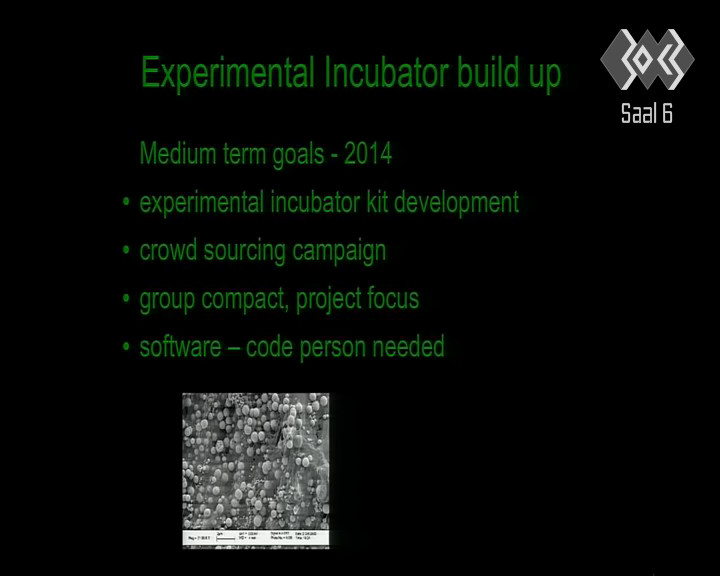 Experimental Incubator build up
Saal 6
Medium term goals - 2014
• experimental incubator kit development
• crowd sourcing campaign
• group compact, project focus
• software – code person needed